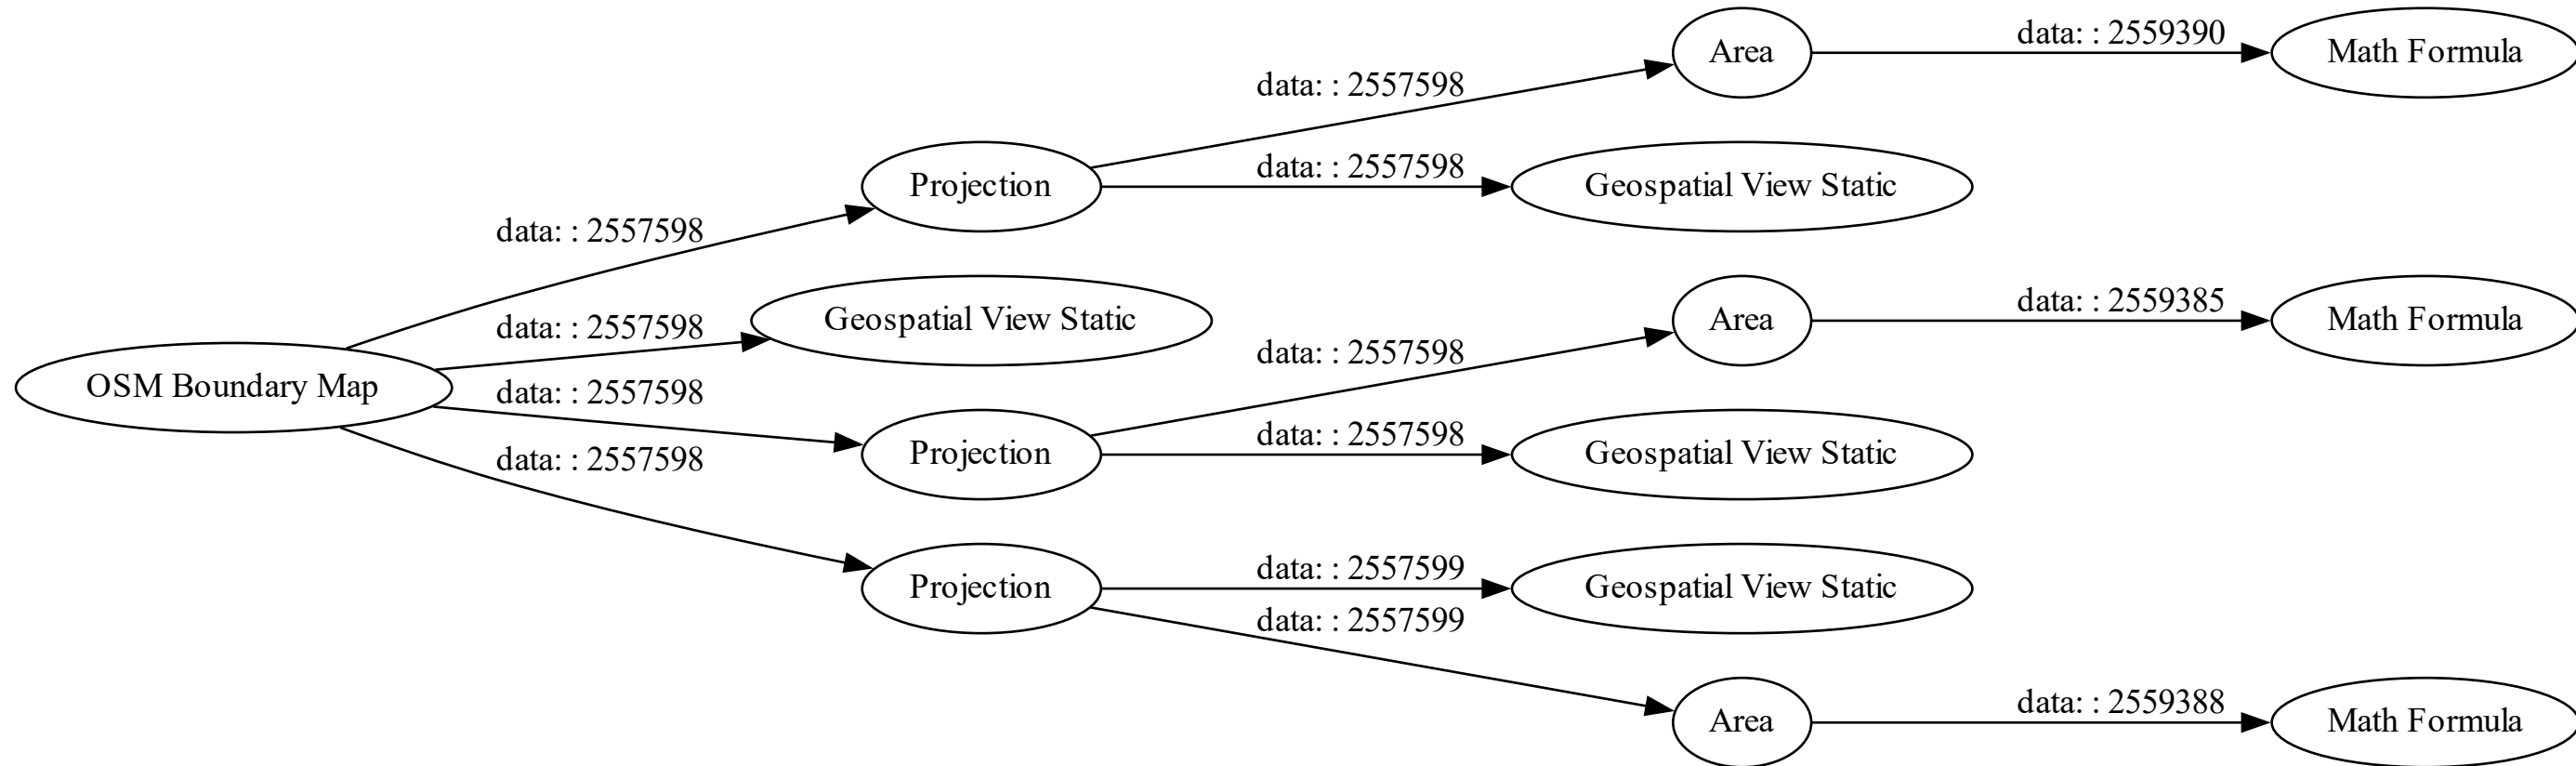 data: : 2559390
Area
Math Formula
data: : 2557598
data: : 2557598
Projection
Geospatial View Static
data: : 2557598
data: : 2559385
data: : 2557598
Geospatial View Static
Area
Math Formula
data: : 2557598
OSM Boundary Map
data: : 2557598
data: : 2557598
Projection
Geospatial View Static
data: : 2557598
data: : 2557599
Projection
Geospatial View Static
data: : 2557599
data: : 2559388
Area
Math Formula